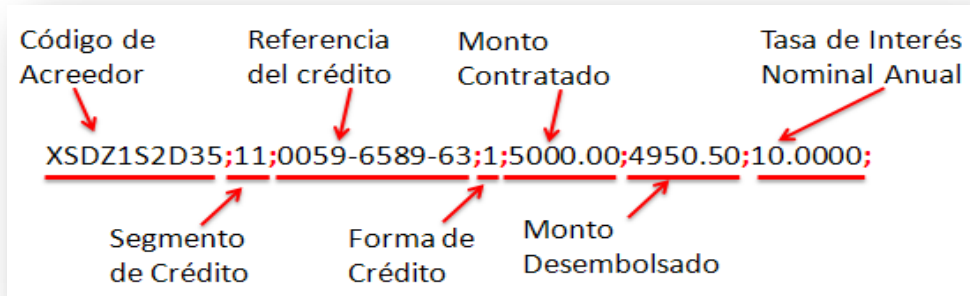 Código de Acreedor
Referencia del crédito
Monto Contratado
Tasa de Interés Nominal Anual
XSDZ1S2D35;11;0059-6589-63;1;5000.00;4950.50;10.0000;
Segmento de Crédito
Forma de Crédito
Monto Desembolsado